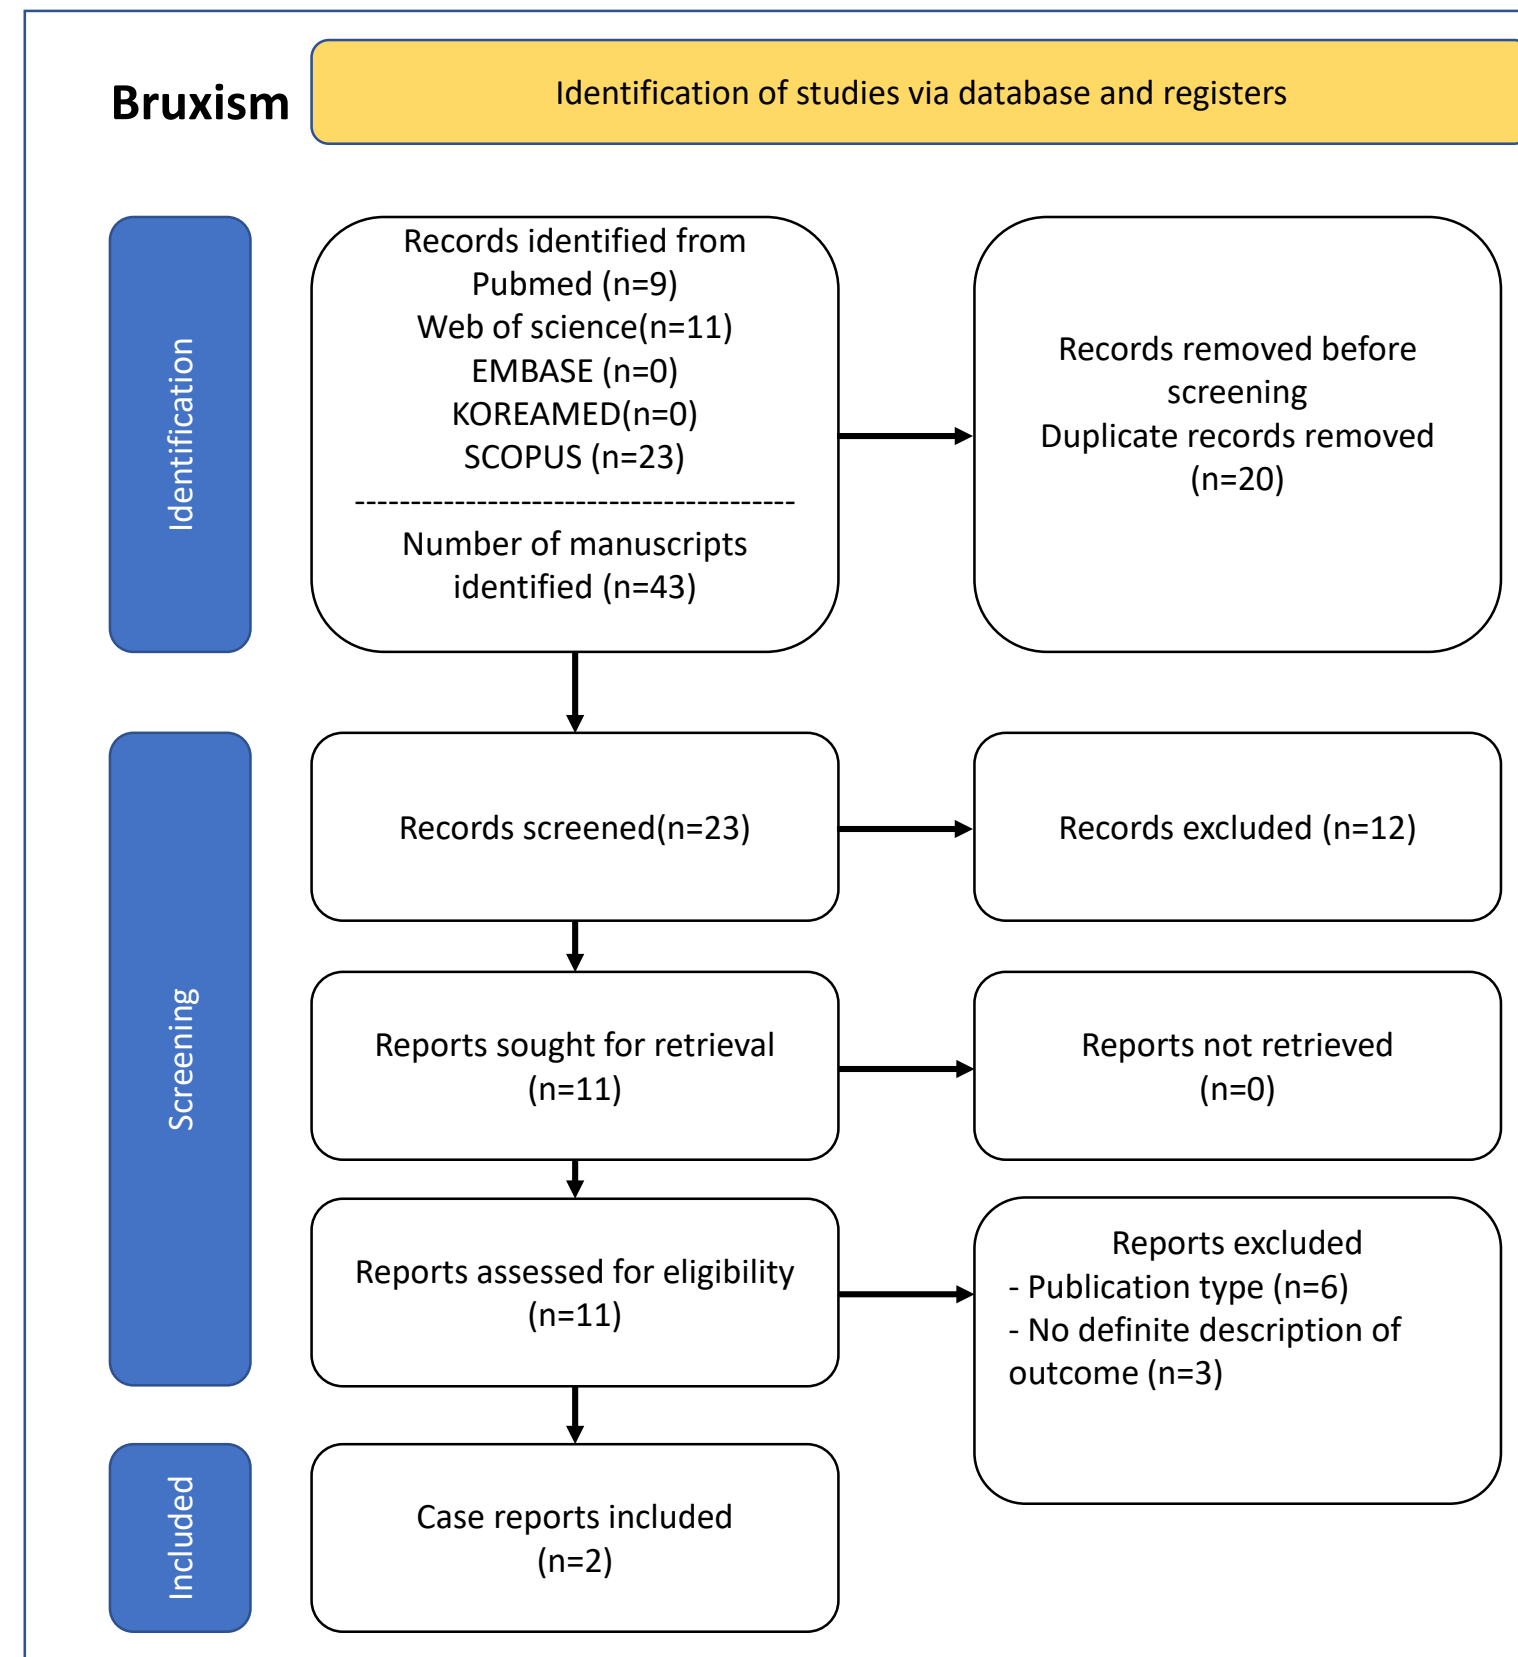 Bruxism
Identification of studies via database and registers
Identification
Records identified from
Pubmed (n=9)
Web of science(n=11)
EMBASE (n=0)
KOREAMED(n=0)
SCOPUS (n=23)
----------------------------------------
Number of manuscripts
identified (n=43)
Records removed before
screening
Duplicate records removed
(n=20)
Screening
Records screened(n=23)
Records excluded (n=12)
Reports sought for retrieval
(n=11)
Reports not retrieved
(n=0)
Reports assessed for eligibility
(n=11)
Reports excluded
- Publication type (n=6)
- No definite description of
outcome (n=3)
Included
Case reports included
(n=2)